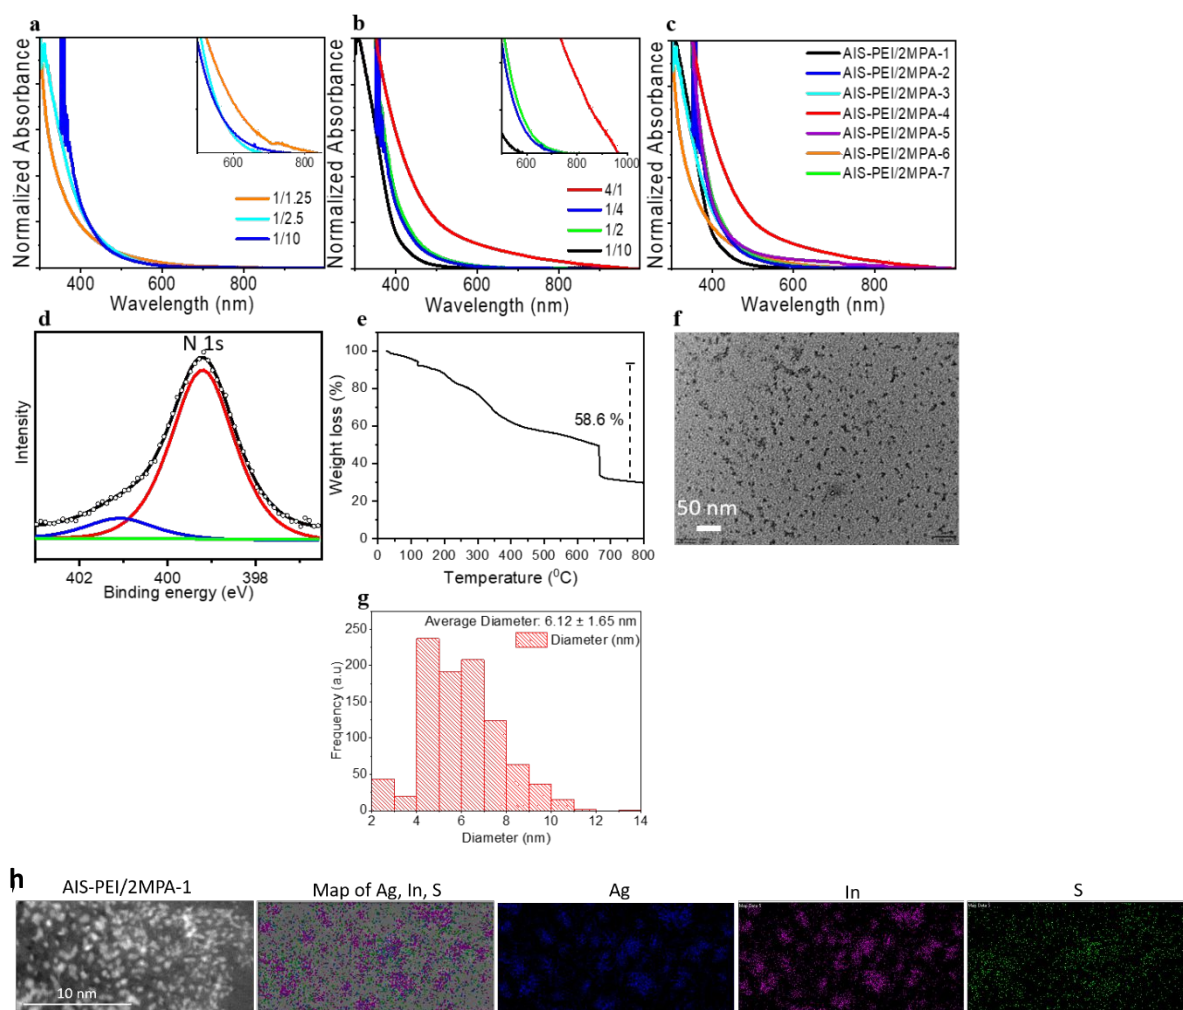 a
Normalized Absorbance
600
800
1/1.25
1/2.5
1/10
400
600
800
Wavelength (nm)
b
Normalized Absorbance
600
800
1000
4/1
1/4
1/2
1/10
400
600
800
Wavelength (nm)
c
Normalized Absorbance
AIS-PEI/2MPA-1
AIS-PEI/2MPA-2
AIS-PEI/2MPA-3
AIS-PEI/2MPA-4
AIS-PEI/2MPA-5
AIS-PEI/2MPA-6
AIS-PEI/2MPA-7
400
600
800
Wavelength (nm)
d
N 1s
Intensity
402
400
398
Binding energy (eV)
e
Weight loss (%)
100
80
60
40
20
0
58.6 %
0 100 200 300 400 500 600 700 800
Temperature (⁰C)
f
50 nm
g
Average Diameter: 6.12 ± 1.65 nm
Diameter (nm)
Frequency (a.u)
250
200
150
100
50
0
2 4 6 8 10 12 14
Diameter (nm)
h
AIS-PEI/2MPA-1
10 nm
Map of Ag, In, S
Ag
In
Map Data 5
S
Map Data 5